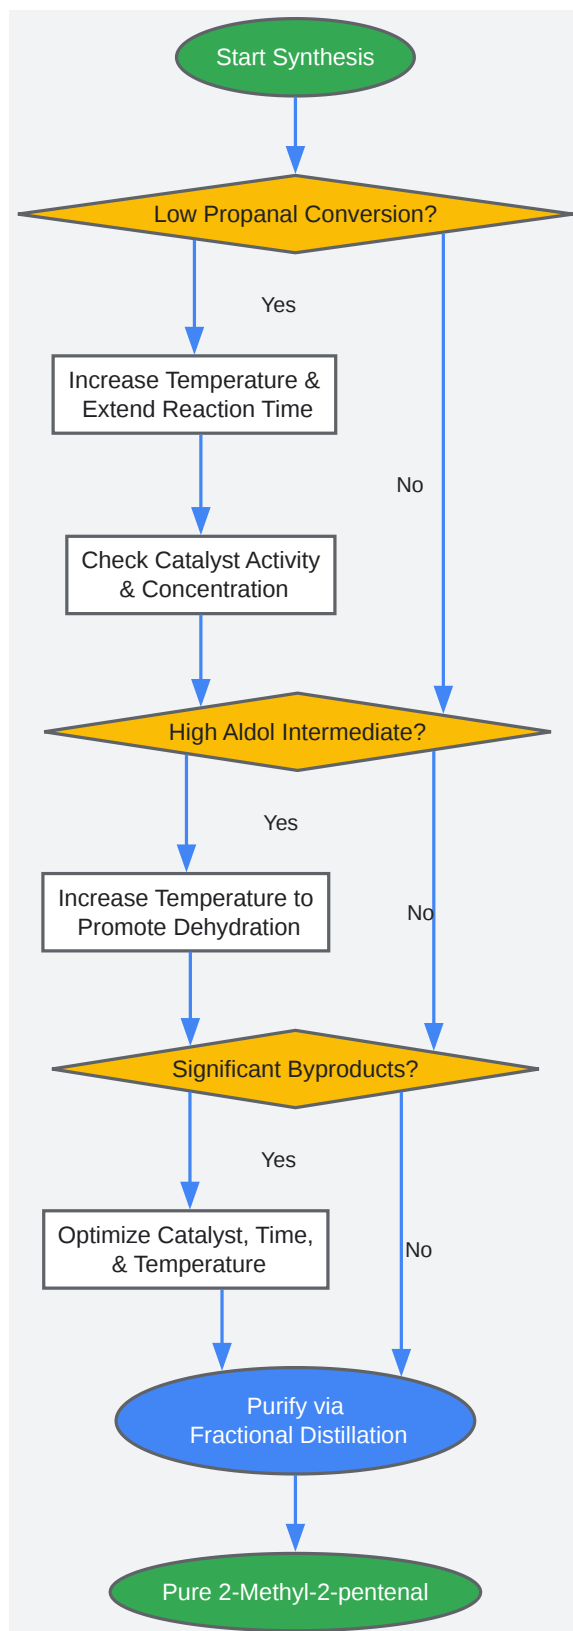 Start Synthesis
Low Propanal Conversion?
Yes
Increase Temperature &
Extend Reaction Time
No
Check Catalyst Activity
& Concentration
High Aldol Intermediate?
Yes
Increase Temperature to
Promote Dehydration
No
Significant Byproducts?
Yes
Optimize Catalyst, Time,
& Temperature
No
Purify via
Fractional Distillation
Pure 2-Methyl-2-pentenal